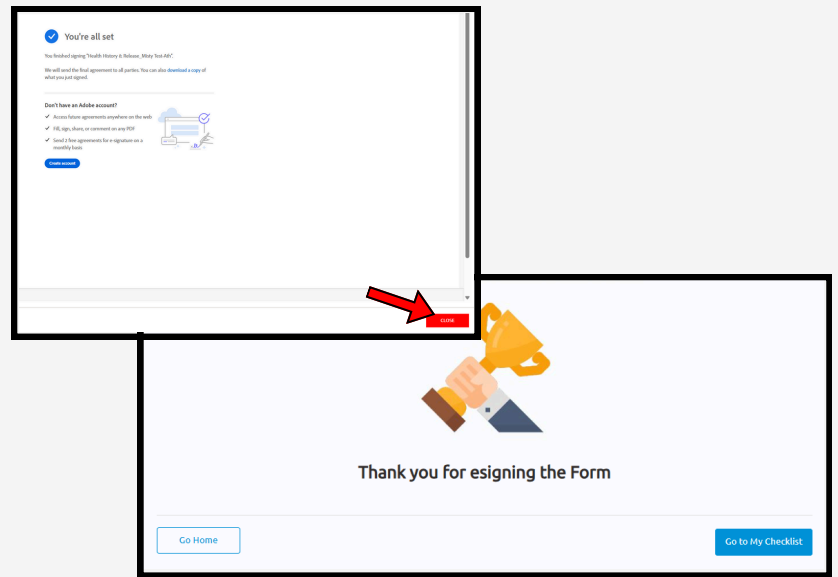 You're all set
You finished signing "Health History & Release_Misty Test-Ath".
We will send the final agreement to all parties. You can also download a copy of
what you just signed.
Don't have an Adobe account?
✓ Access future agreements anywhere on the web
✓ Fill, sign, share, or comment on any PDF
✓ Send 2 free agreements for e-signature on a
monthly basis
Create account
CLOSE
Thank you for esigning the Form
Go Home
Go to My Checklist